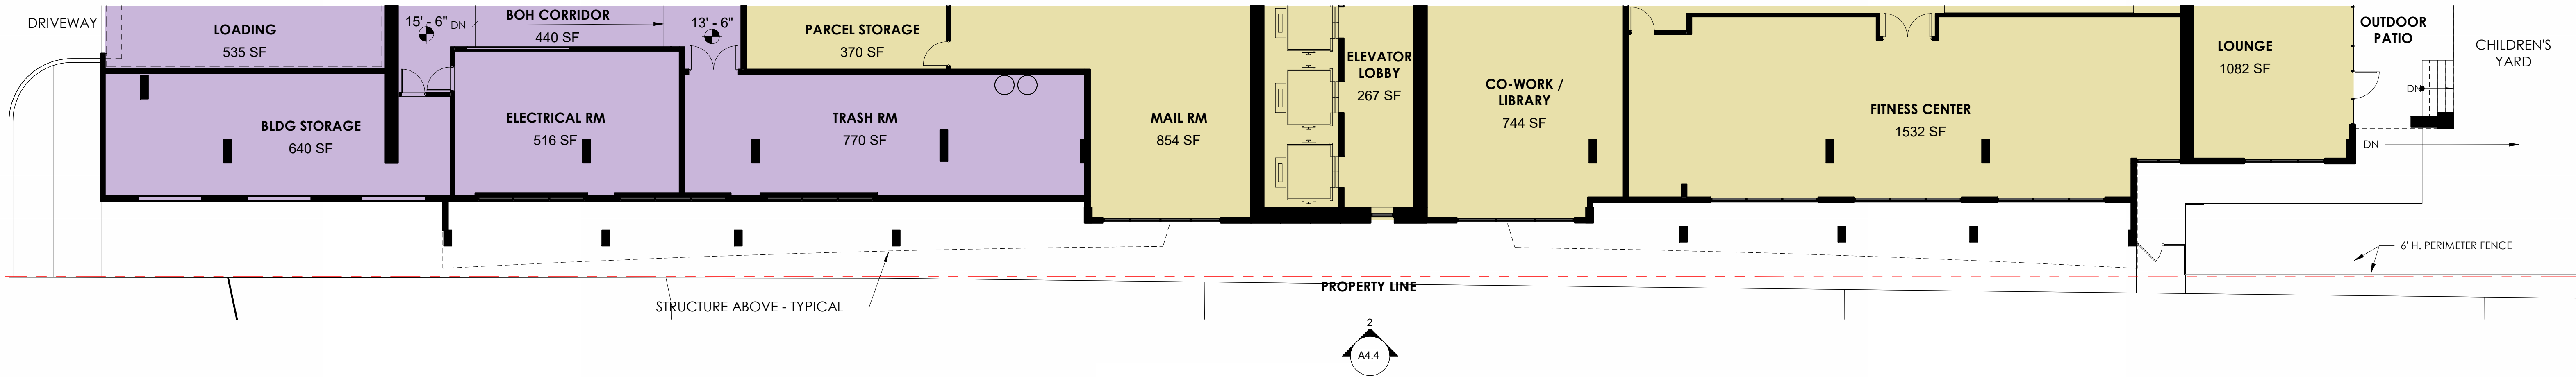 DRIVEWAY
LOADING
535 SF
15' - 6"
DN
BOH CORRIDOR
440 SF
13' - 6"
PARCEL STORAGE
370 SF
ELEVATOR
LOBBY
267 SF
LOUNGE
1082 SF
OUTDOOR
PATIO
CHILDREN'S
YARD
DN
BLDG STORAGE
640 SF
ELECTRICAL RM
516 SF
TRASH RM
770 SF
MAIL RM
854 SF
CO-WORK /
LIBRARY
744 SF
FITNESS CENTER
1532 SF
DN
6' H. PERIMETER FENCE
STRUCTURE ABOVE - TYPICAL
PROPERTY LINE
2
A4.4